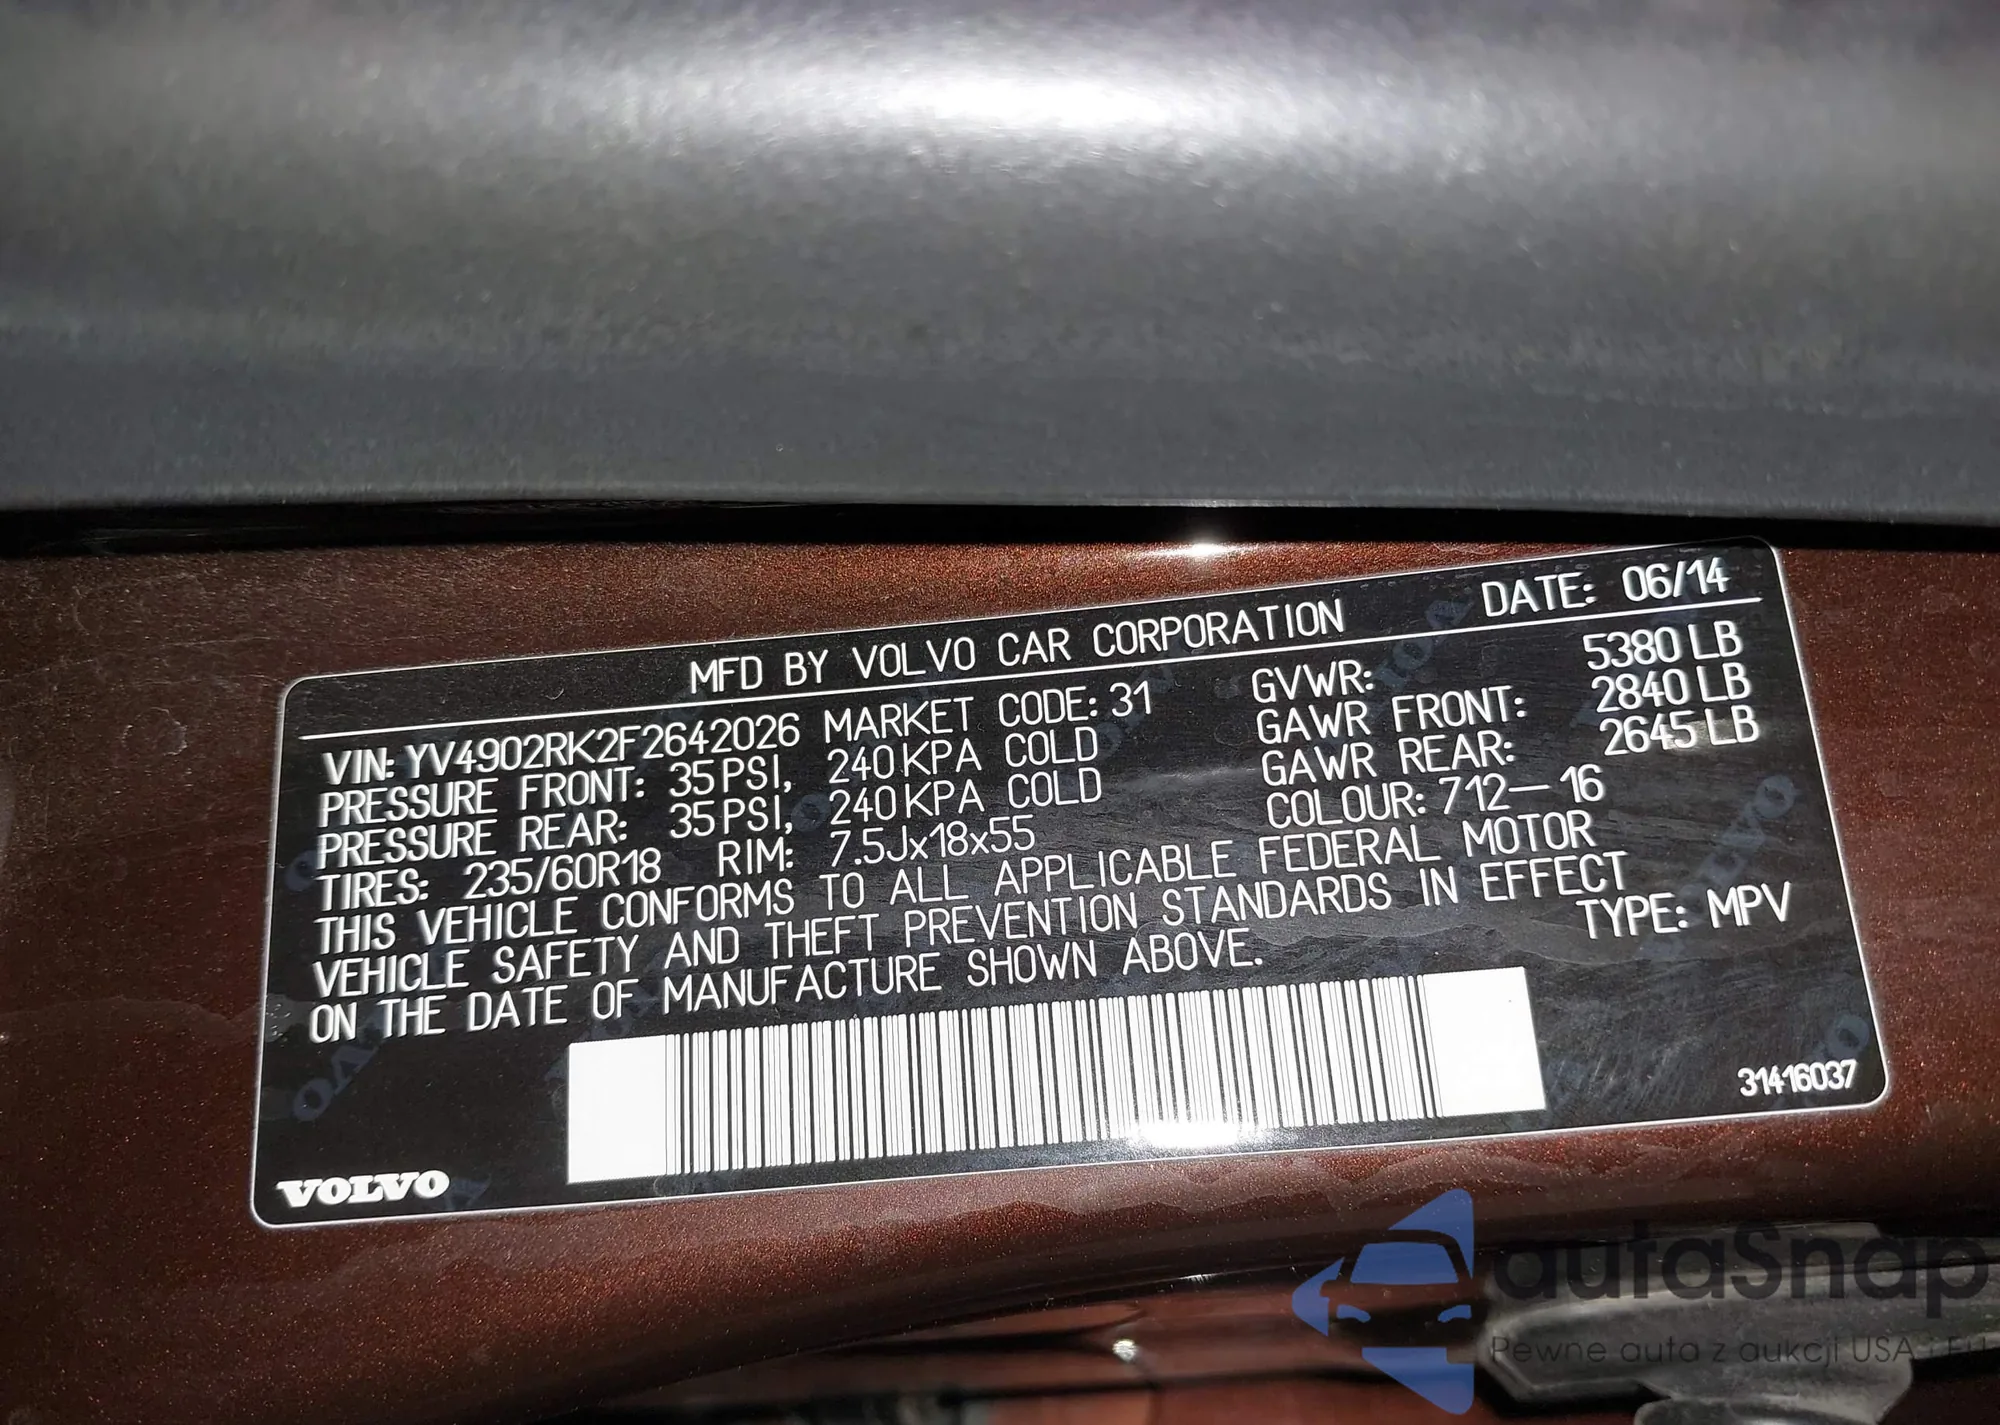 MFD BY VOLVO CAR CORPORATION DATE: 06/14
VIN: YV4902RK2F2642026 MARKET CODE: 31 GVWR: 5380 LB
PRESSURE FRONT: 35 PSI, 240 KPA COLD GAWR FRONT: 2840 LB
PRESSURE REAR: 35 PSI, 240 KPA COLD GAWR REAR: 2645 LB
TIRES: 235/60R18 RIM: 7.5Jx18x55 COLOUR: 712—16
THIS VEHICLE CONFORMS TO ALL APPLICABLE FEDERAL MOTOR
VEHICLE SAFETY AND THEFT PREVENTION STANDARDS IN EFFECT
ON THE DATE OF MANUFACTURE SHOWN ABOVE. TYPE: MPV
31416037
VOLVO
autaSnap
Pewne auta z aukcji USA i EU